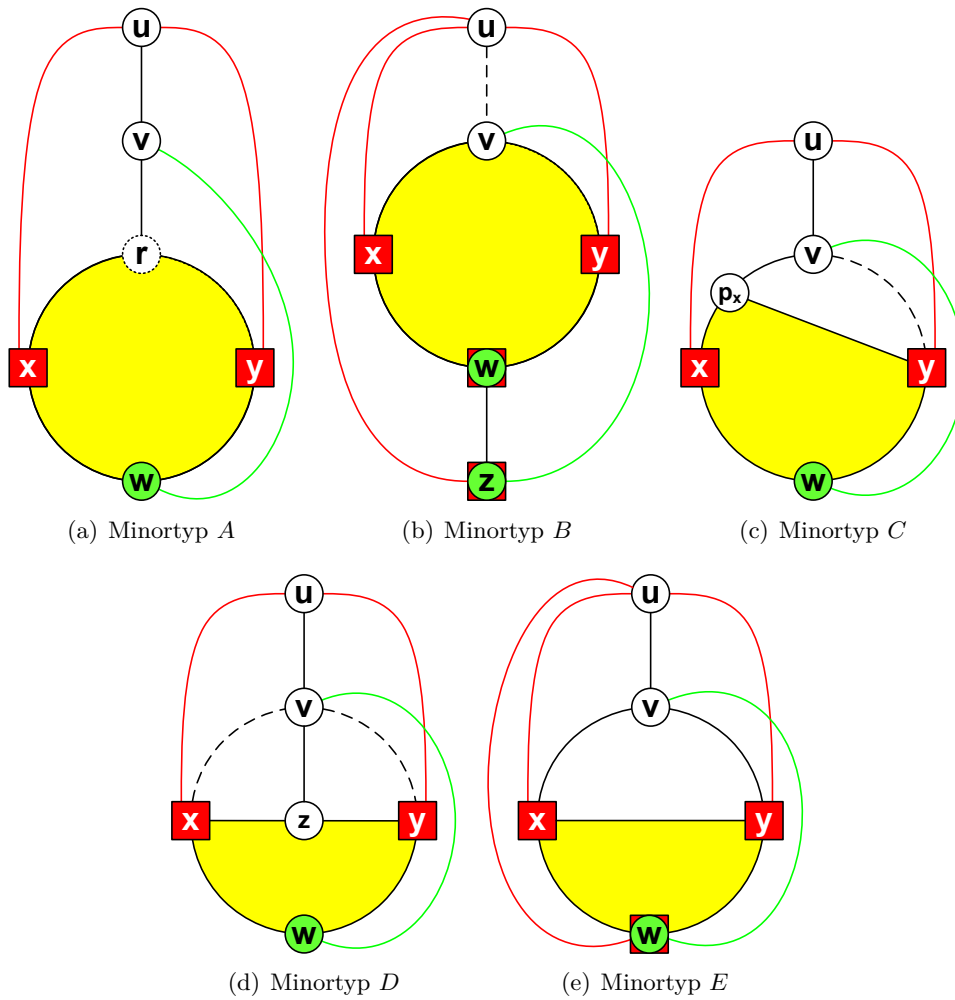 u
v
r
x
y
w
(a) Minortyp A
u
v
x
y
w
z
(b) Minortyp B
u
v
px
x
y
w
(c) Minortyp C
u
v
x
z
y
w
(d) Minortyp D
u
v
x
y
w
(e) Minortyp E